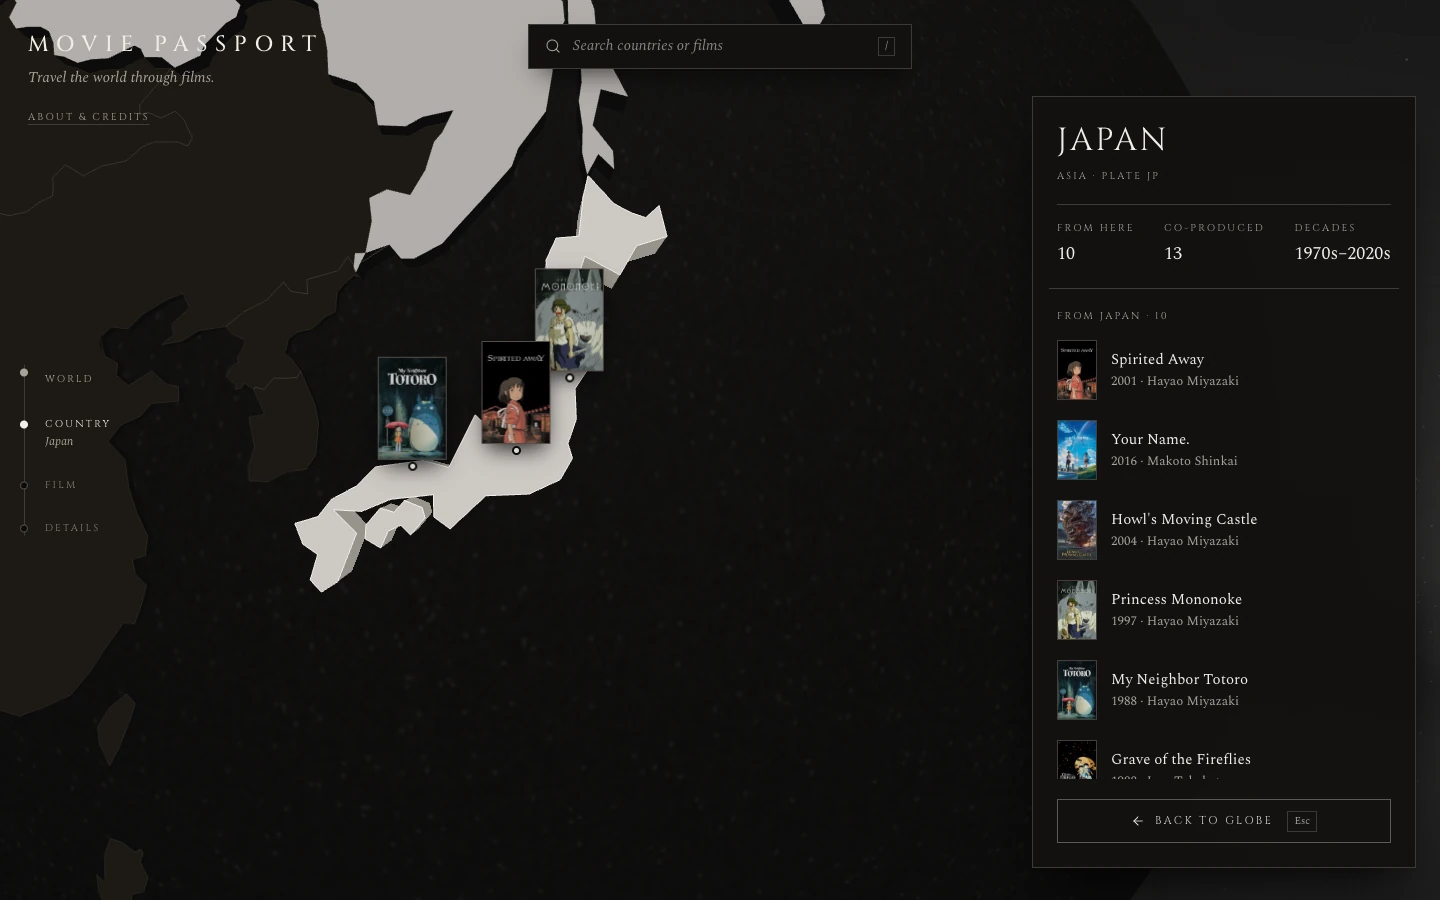 MOVIE PASSPORT
Travel the world through films.
ABOUT & CREDITS
Search countries or films
/
WORLD
COUNTRY
Japan
FILM
DETAILS
MONONOKE
SPIRITED AWAY
My Neighbor
TOTORO
JAPAN
ASIA · PLATE JP
FROM HERE
10
CO-PRODUCED
13
DECADES
1970s–2020s
FROM JAPAN · 10
Spirited Away
2001 · Hayao Miyazaki
Your Name.
2016 · Makoto Shinkai
Howl's Moving Castle
2004 · Hayao Miyazaki
Princess Mononoke
1997 · Hayao Miyazaki
TOTORO
My Neighbor Totoro
1988 · Hayao Miyazaki
Grave of the Fireflies
← BACK TO GLOBE Esc